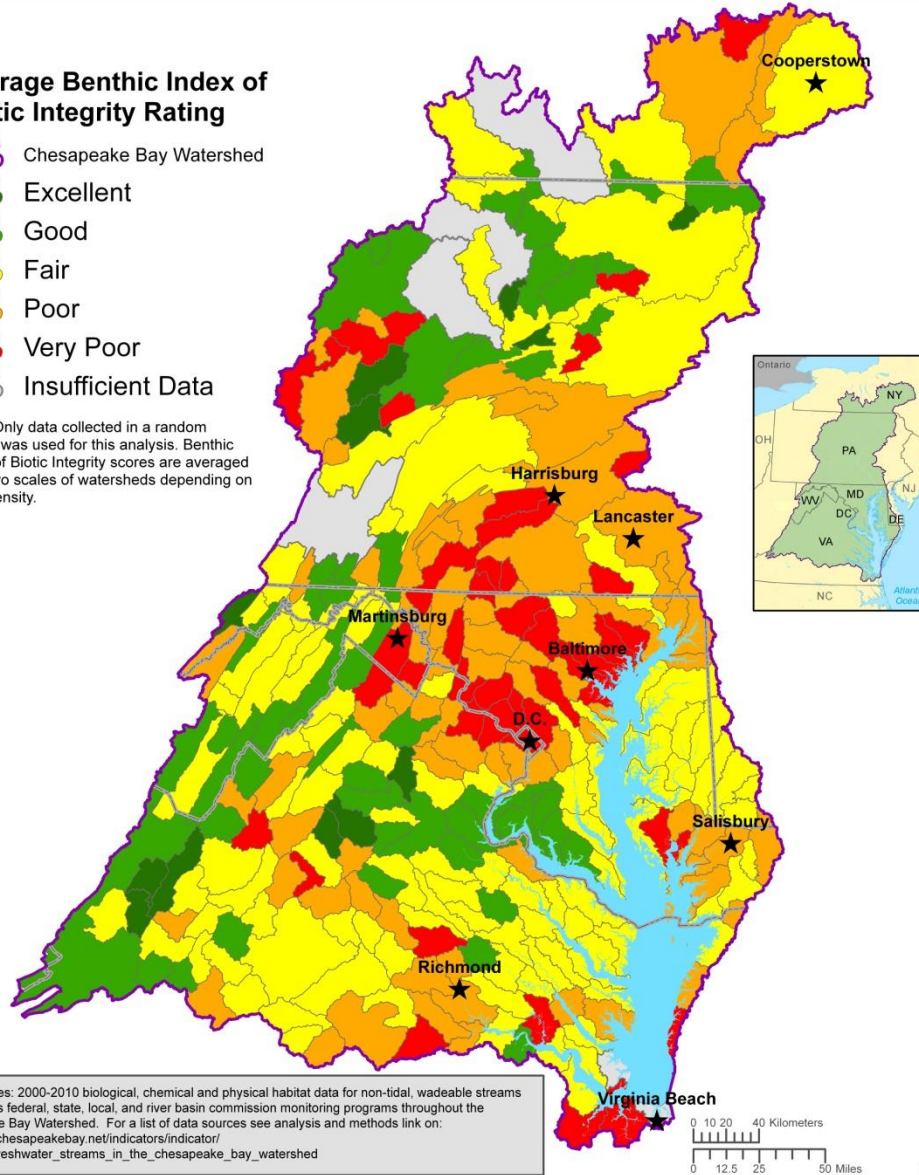 rage Benthic Index of
tic Integrity Rating
Chesapeake Bay Watershed
Excellent
Good
Fair
Poor
Very Poor
Insufficient Data
Only data collected in a random
was used for this analysis. Benthic
of Biotic Integrity scores are averaged
o scales of watersheds depending on
ensity.
Cooperstown
Harrisburg
Lancaster
Martinsburg
Baltimore
D.C.
Salisbury
Richmond
Virginia Beach
Ontario
NY
OH
PA
NJ
WV
MD
DC
DE
VA
NC
Atlantic
Ocean
es: 2000-2010 biological, chemical and physical habitat data for non-tidal, wadeable streams
s federal, state, local, and river basin commission monitoring programs throughout the
e Bay Watershed. For a list of data sources see analysis and methods link on:
chesapeakebay.net/indicators/indicator/
reshwater_streams_in_the_chesapeake_bay_watershed
0 10 20 40 Kilometers
0 12.5 25 50 Miles